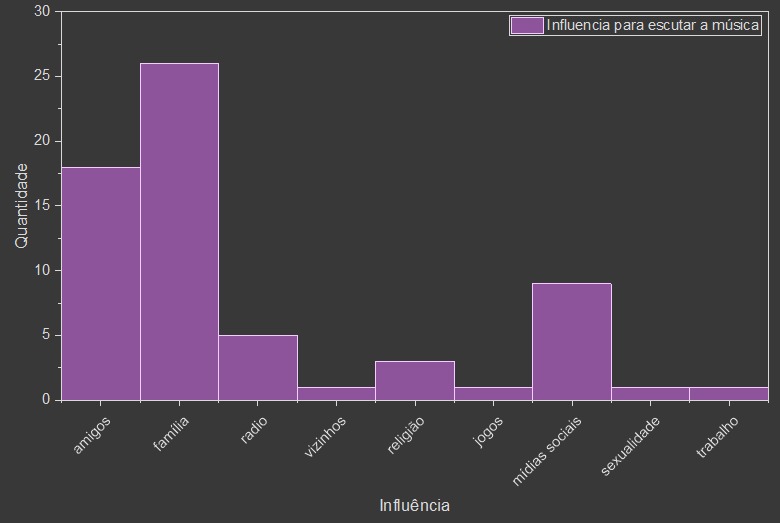 Influencia para escutar a música
Quantidade
30
25
20
15
10
5
0
amigos
família
radio
vizinhos
religião
jogos
mídias sociais
sexualidade
trabalho
Influência